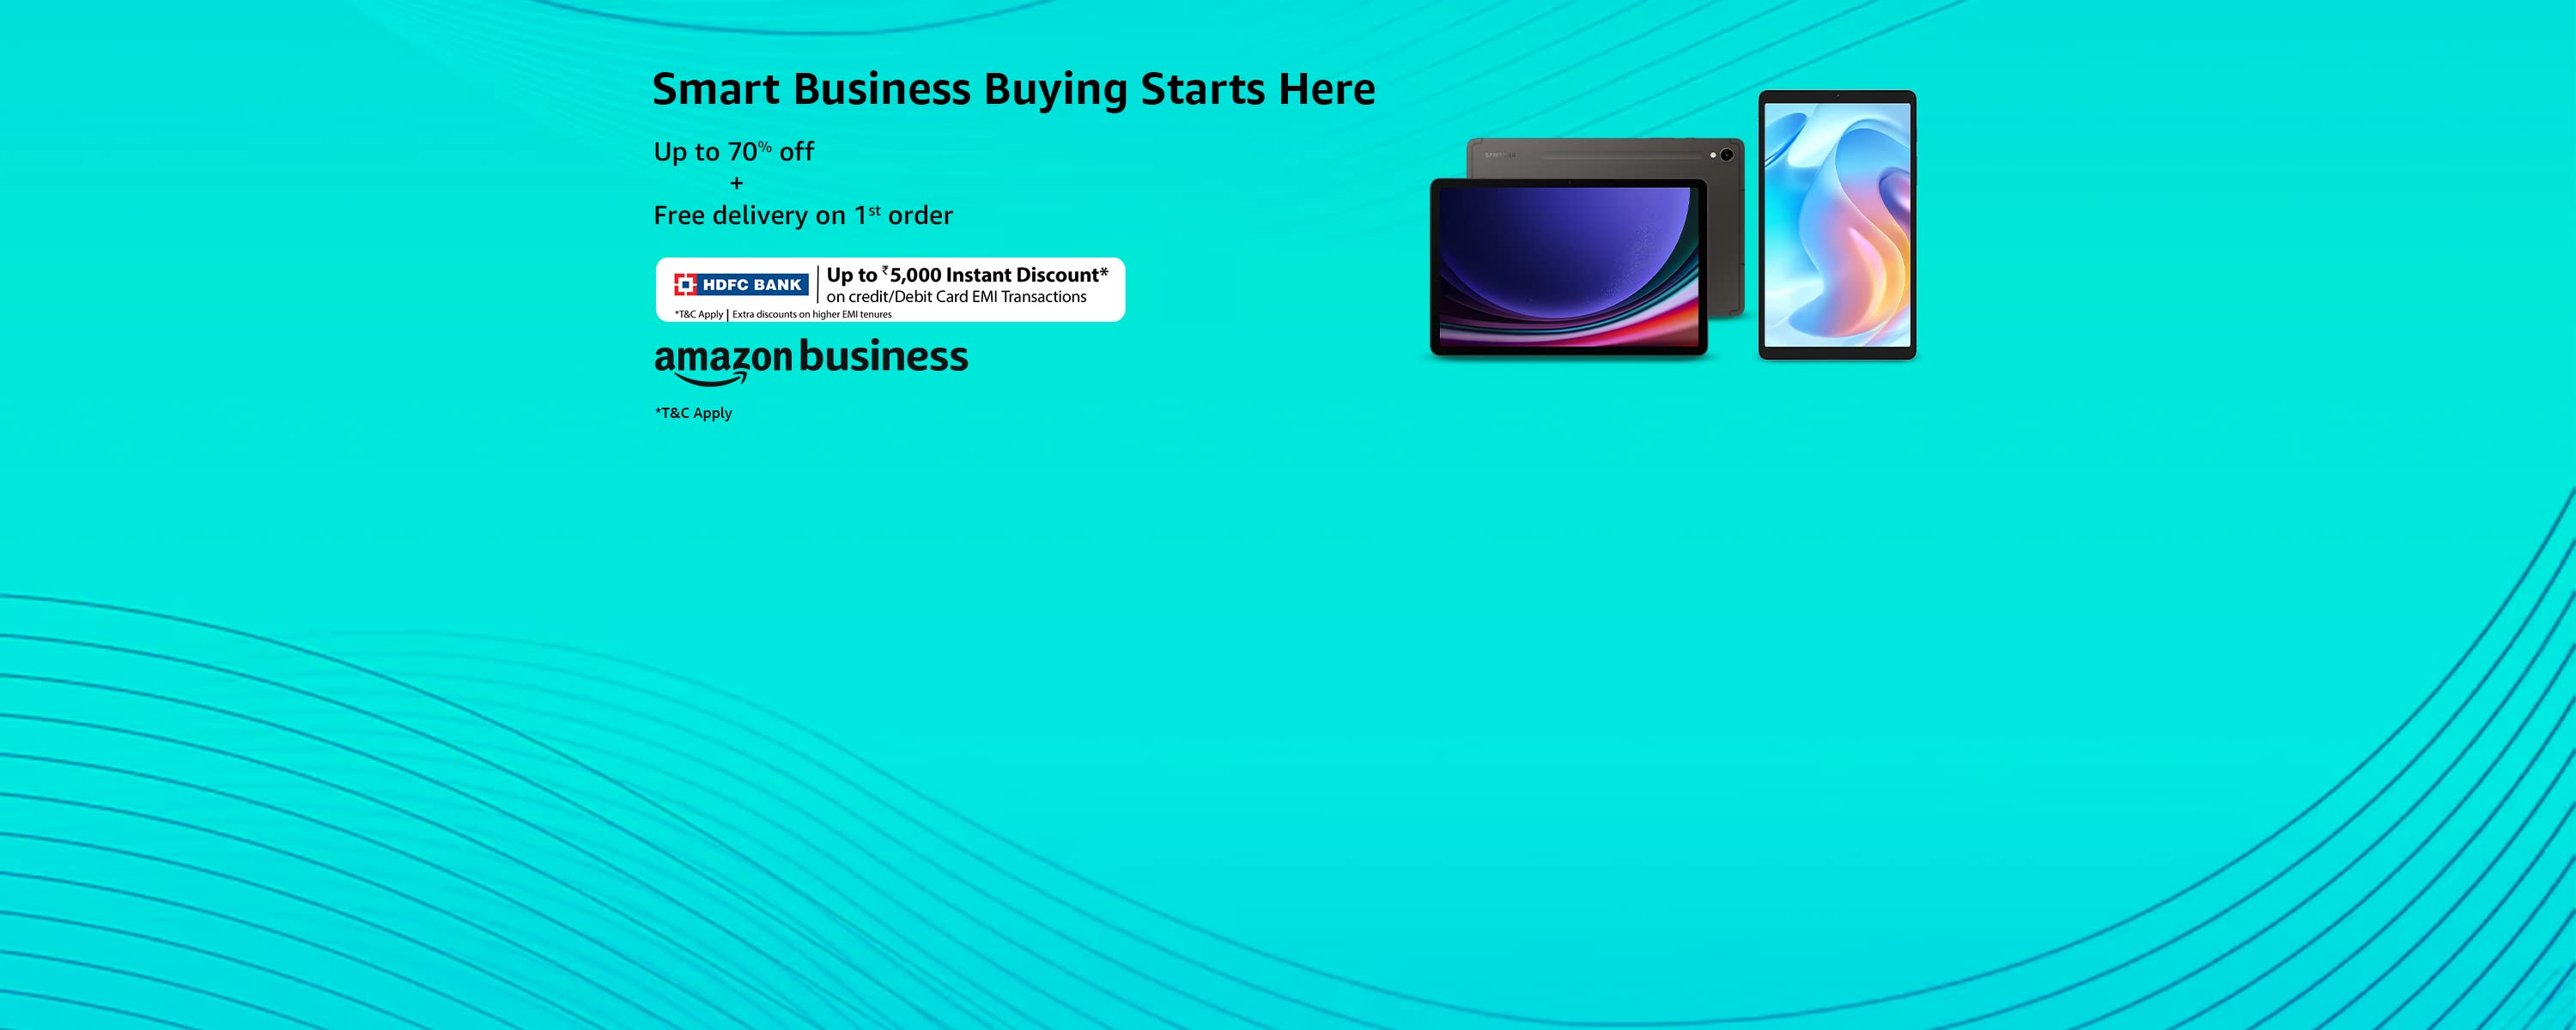 Smart Business Buying Starts Here
Up to 70% off
+
Free delivery on 1st order
HDFC BANK | Up to ₹5,000 Instant Discount*
on credit/Debit Card EMI Transactions
*T&C Apply | Extra discounts on higher EMI tenures
amazon business
*T&C Apply
SAMSUNG